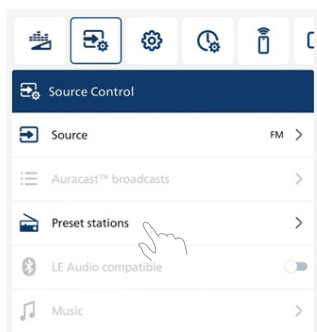 Source Control
Source FM
Auracast™ broadcasts
Preset stations
LE Audio compatible
Music